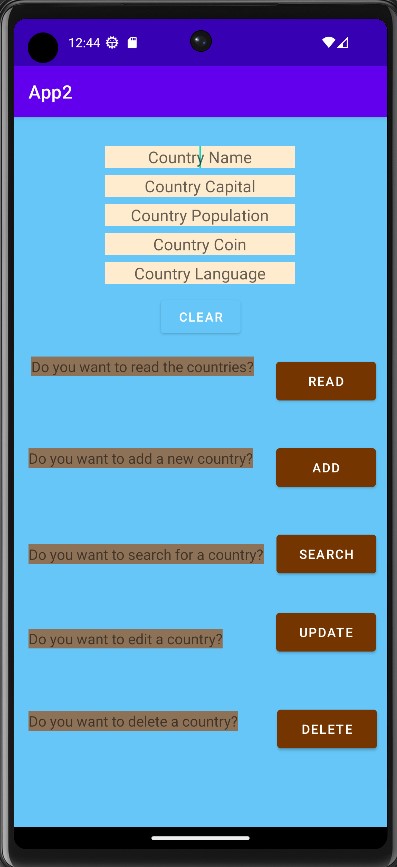 12:44
App2
Country Name
Country Capital
Country Population
Country Coin
Country Language
CLEAR
Do you want to read the countries?
READ
Do you want to add a new country?
ADD
Do you want to search for a country?
SEARCH
Do you want to edit a country?
UPDATE
Do you want to delete a country?
DELETE